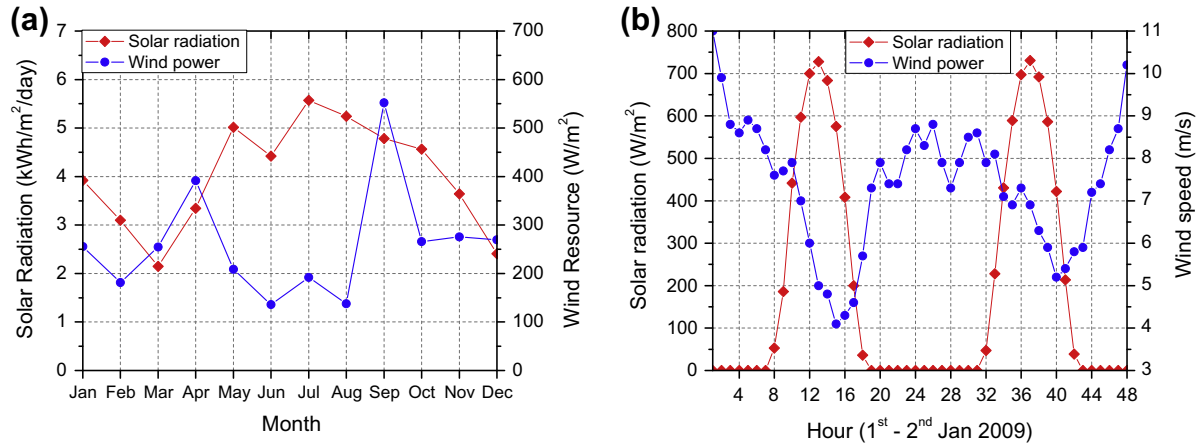 (a)
Solar radiation
Wind power
7
6
5
4
3
2
1
0
700
600
500
400
300
200
100
0
Solar Radiation (kWh/m²/day)
Wind Resource (W/m²)
Jan Feb Mar Apr May Jun Jul Aug Sep Oct Nov Dec
Month
(b)
Solar radiation
Wind power
800
700
600
500
400
300
200
100
0
11
10
9
8
7
6
5
4
3
Solar radiation (W/m²)
Wind speed (m/s)
4 8 12 16 20 24 28 32 36 40 44 48
Hour (1ˢᵗ - 2ⁿᵈ Jan 2009)